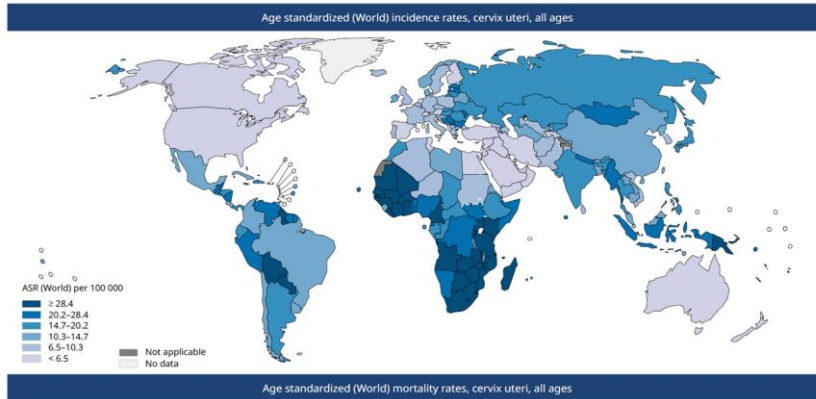 Age standardized (World) incidence rates, cervix uteri, all ages
ASR (World) per 100 000
≥ 28.4
20.2–28.4
14.7–20.2
10.3–14.7
6.5–10.3
< 6.5
Not applicable
No data
Age standardized (World) mortality rates, cervix uteri, all ages